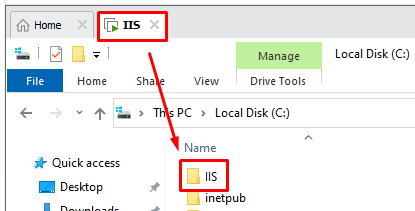 Home IIS
Manage Local Disk (C:)
File Home Share View Drive Tools
This PC Local Disk (C:)
Name
Quick access IIS
Desktop inetpub
Downloads